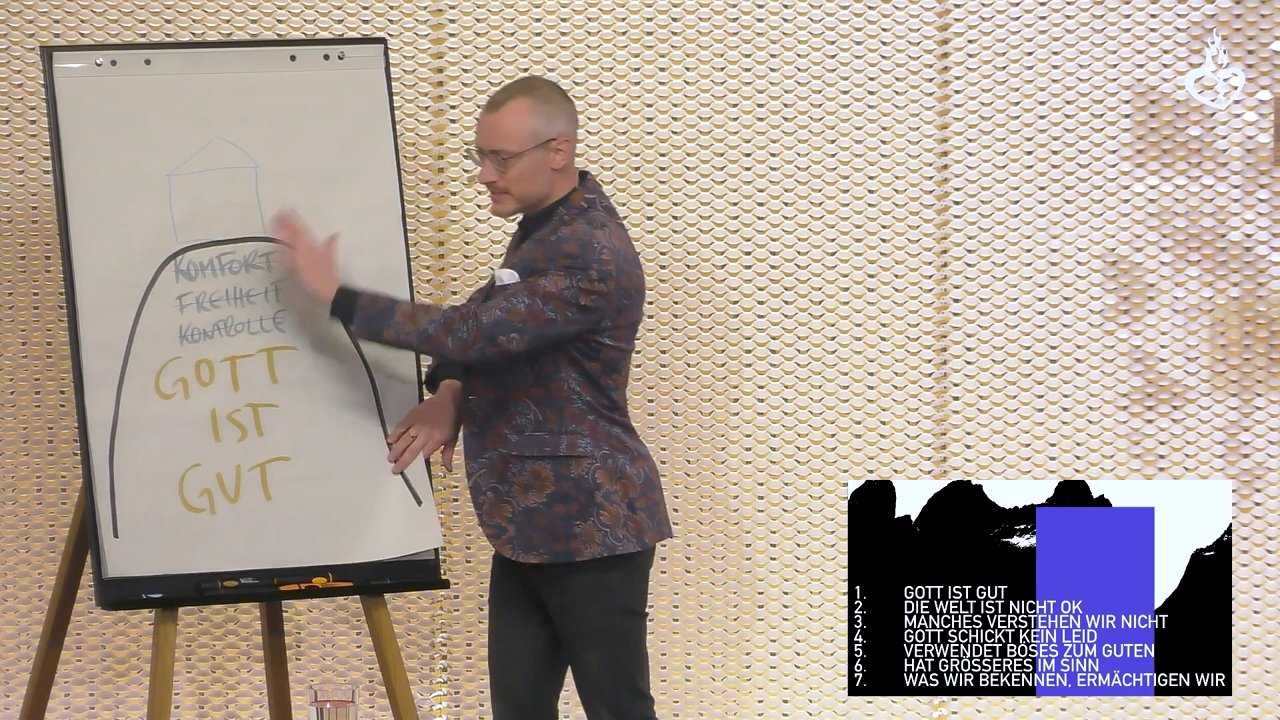 KOMFORT
FREIHEIT
KONTROLLE
GOTT
IST
GUT
1. GOTT IST GUT
2. DIE WELT IST NICHT OK
3. MANCHES VERSTEHEN WIR NICHT
4. GOTT SCHICKT KEIN LEID
5. VERWENDET BÖSES ZUM GUTEN
6. HAT GRÖSSERES IM SINN
7. WAS WIR BEKENNEN, ERMÄCHTIGEN WIR